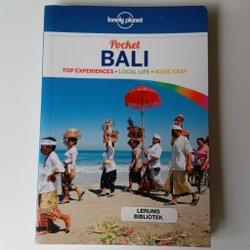 lonely planet
Pocket
BALI
TOP EXPERIENCES • LOCAL LIFE • MADE EASY
LERUMS
BIBLIOTEK